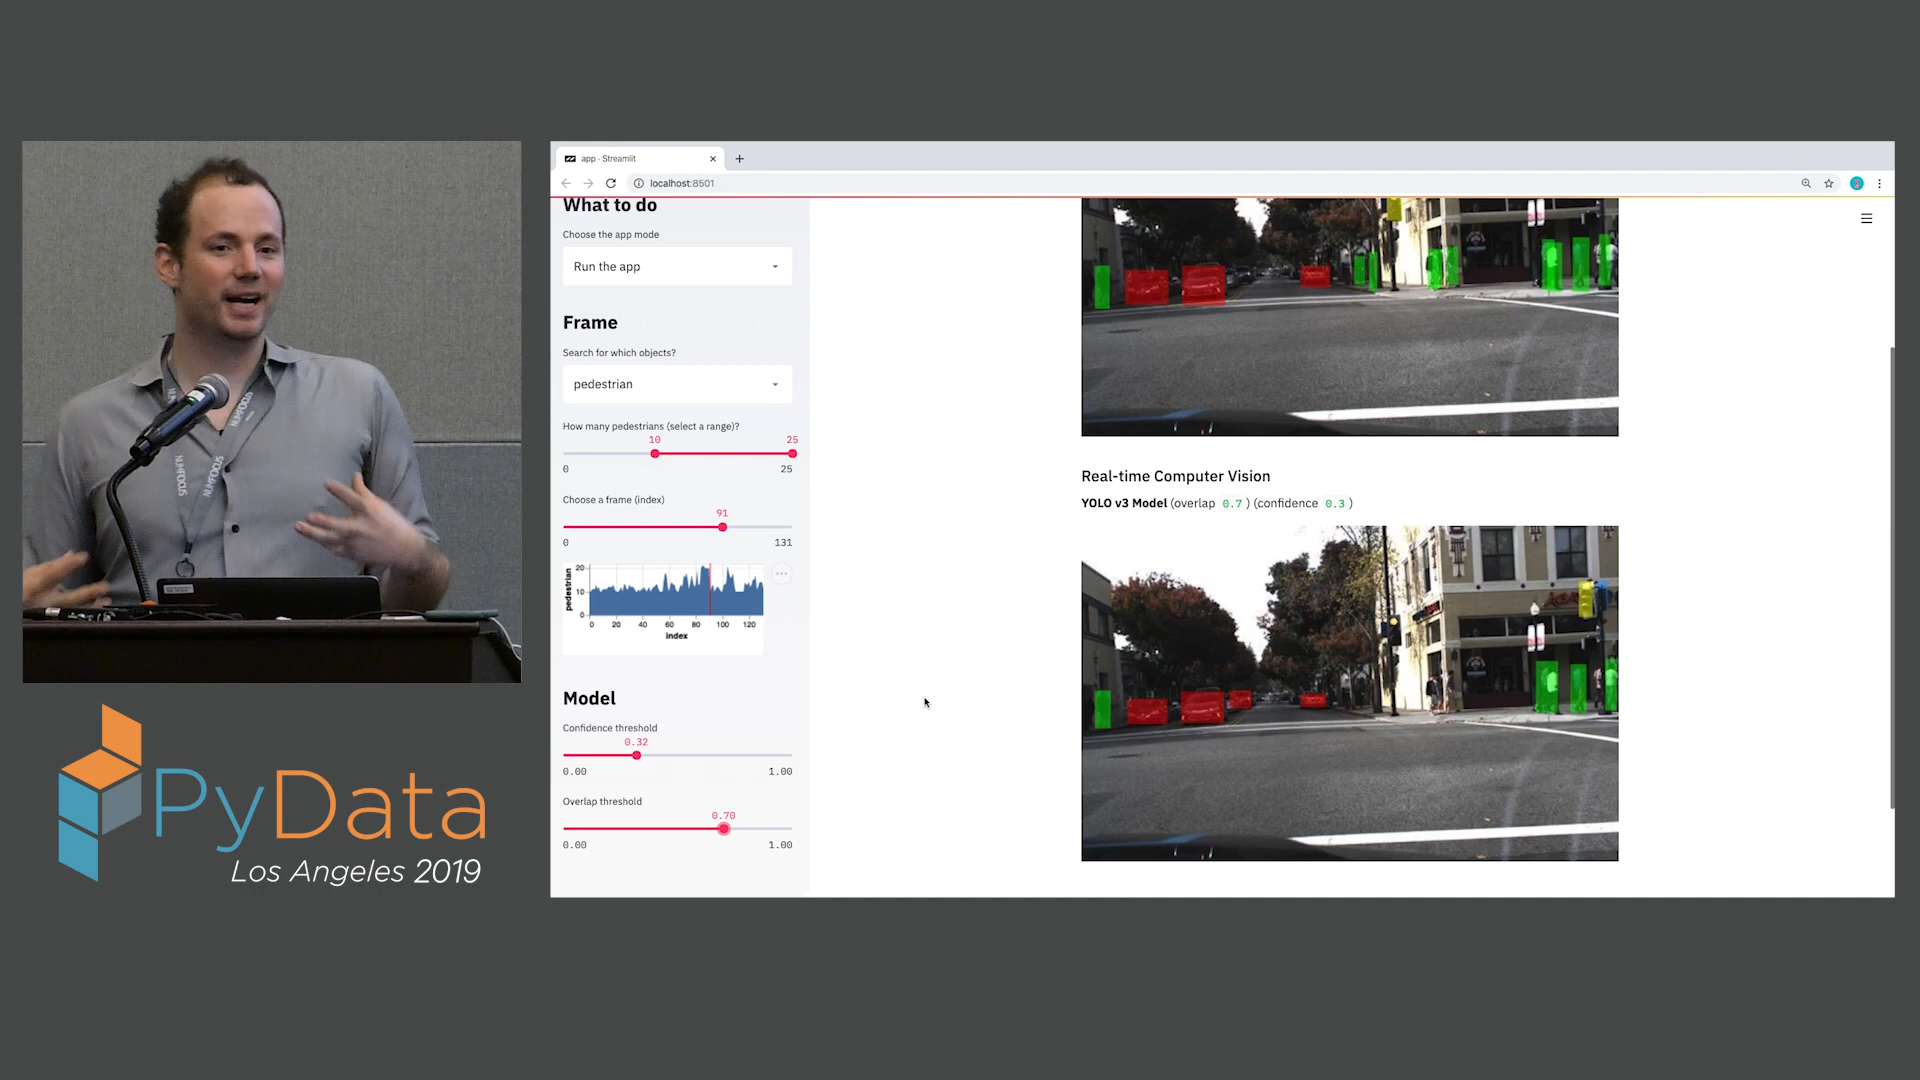 app · Streamlit
localhost:8501
What to do
Choose the app mode
Run the app
Frame
Search for which objects?
pedestrian
How many pedestrians (select a range)?
10 25
0 25
Choose a frame (index)
91
0 131
pedestrian
20
10
0
0 20 40 60 80 100 120
index
Model
Confidence threshold
0.32
0.00 1.00
Overlap threshold
0.70
0.00 1.00
Real-time Computer Vision
YOLO v3 Model (overlap 0.7 ) (confidence 0.3 )
NUMFOCUS
NUMFOCUS
NUMFOCUS
PyData
Los Angeles 2019